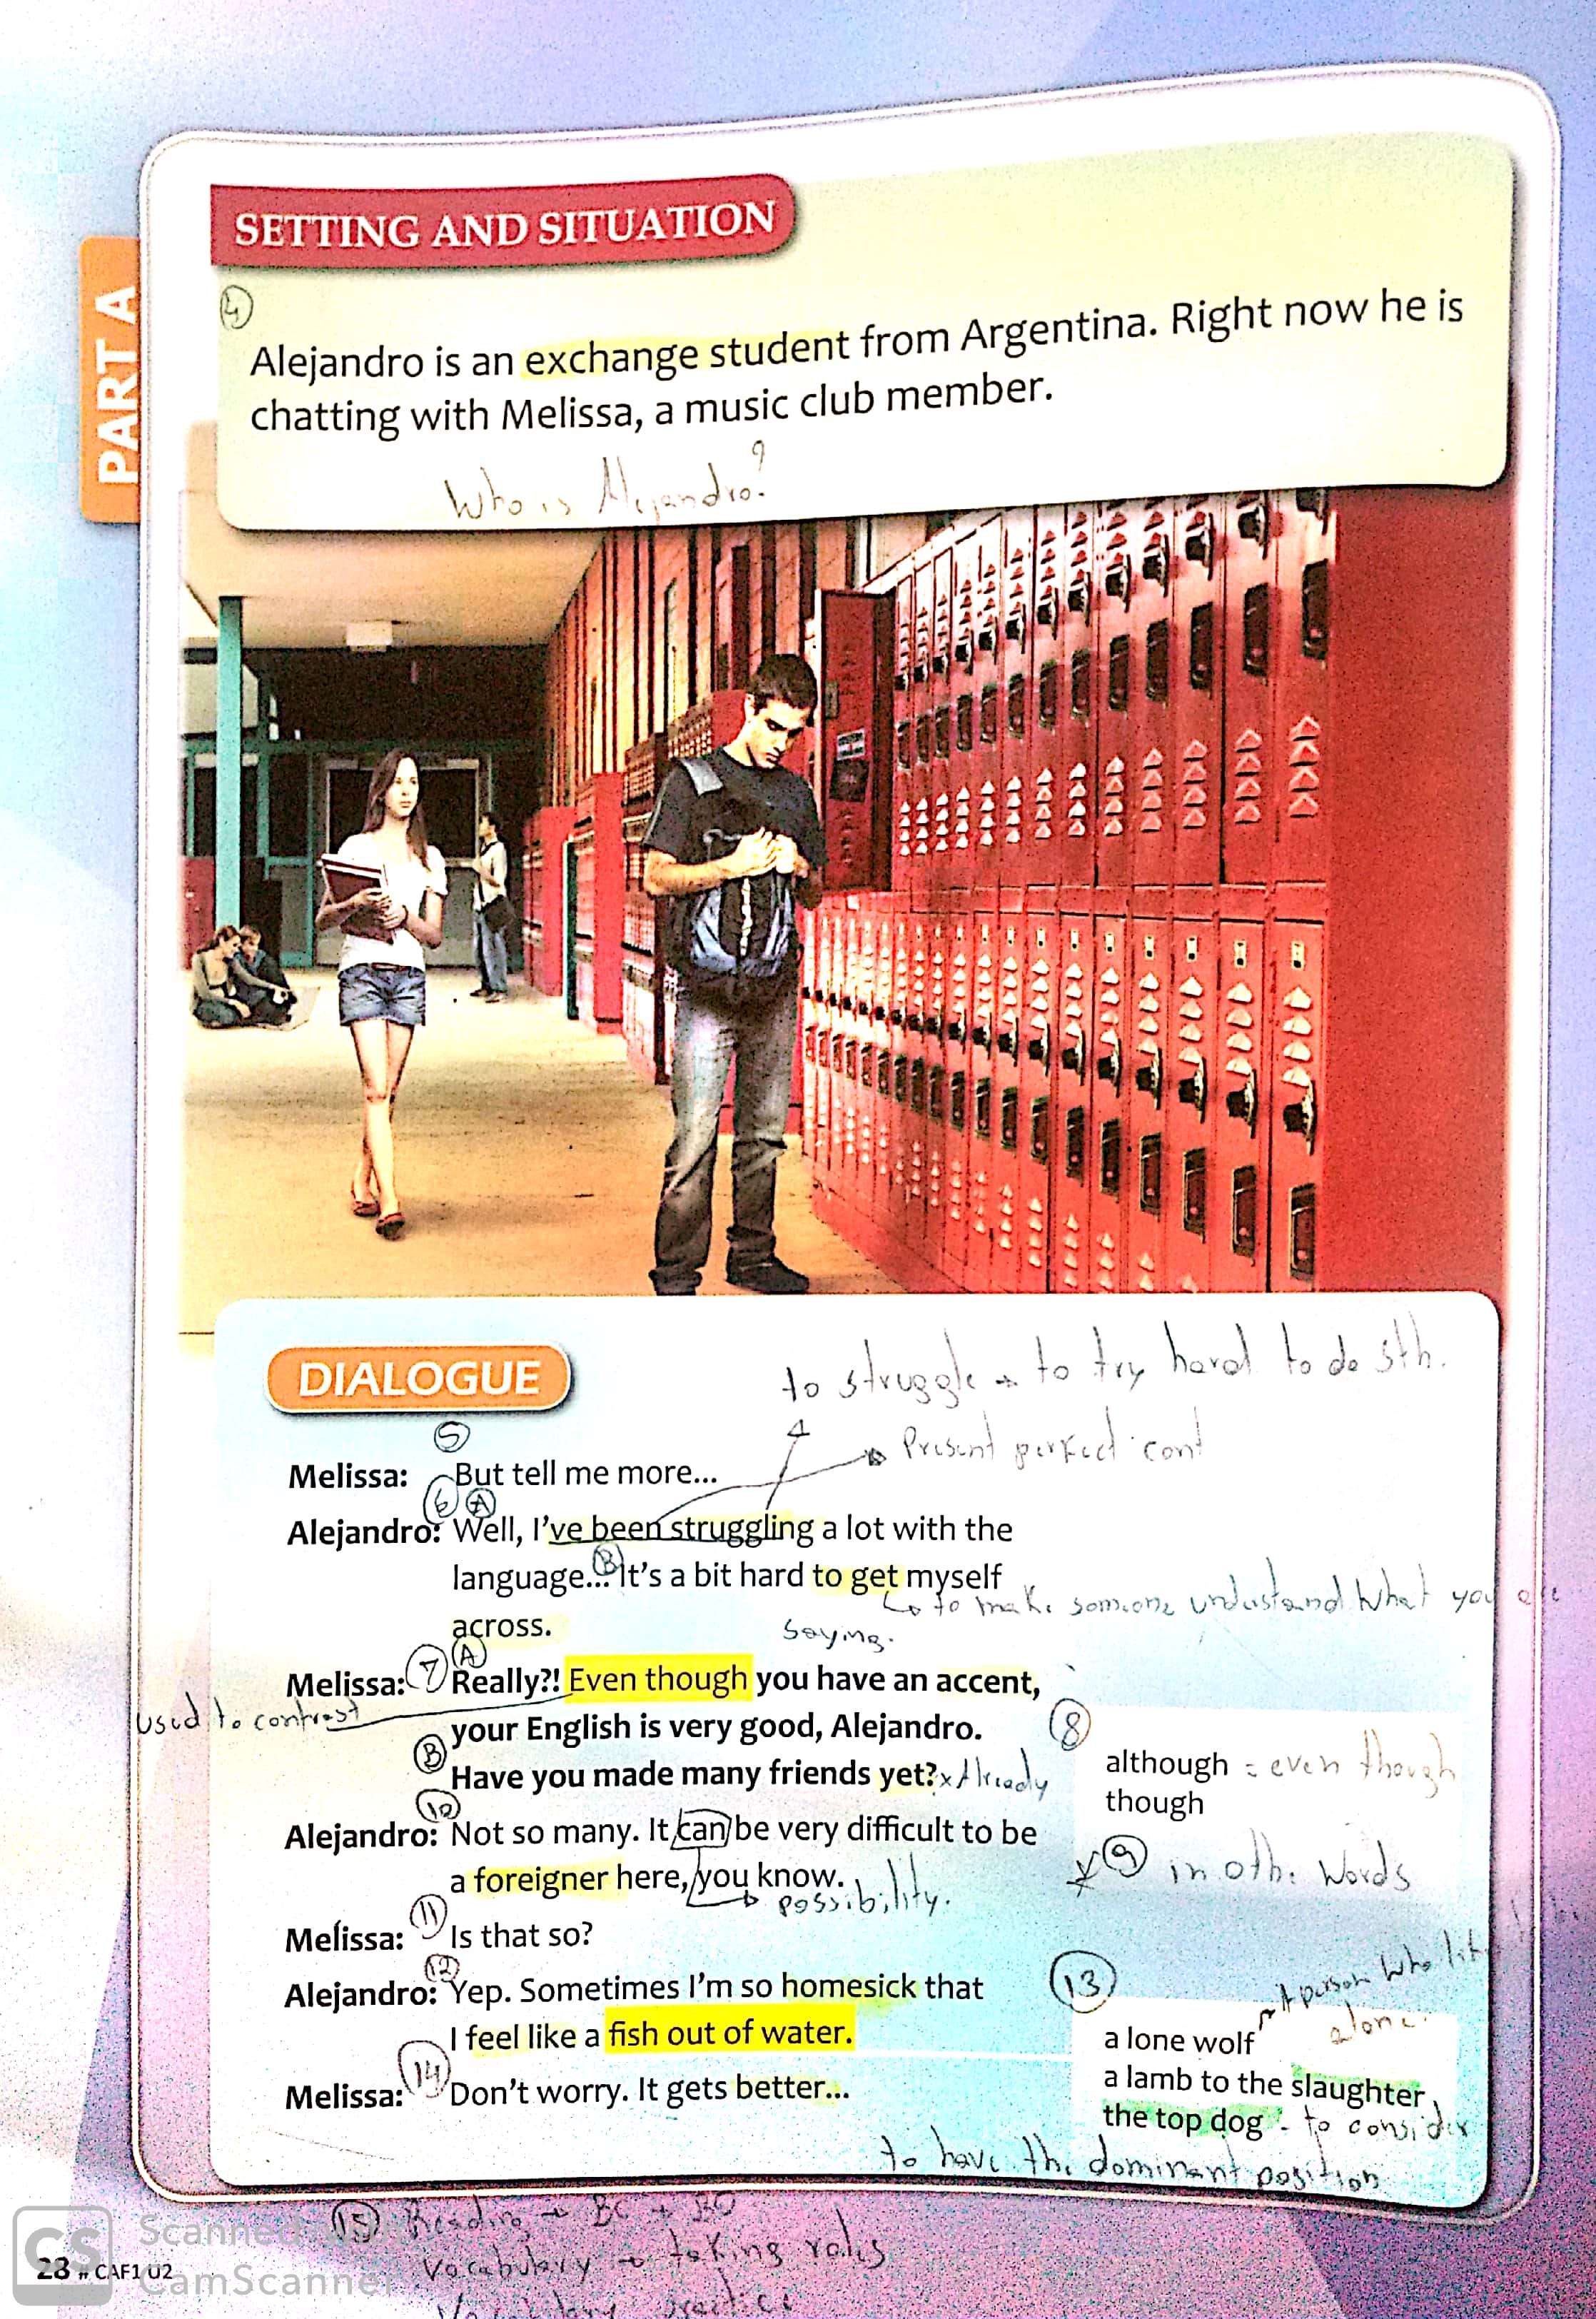 PART A
SETTING AND SITUATION
4
Alejandro is an exchange student from Argentina. Right now he is
chatting with Melissa, a music club member.
Who is Alejandro?
DIALOGUE
to struggle → to try hard to do sth.
5
Present perfect cont
Melissa: But tell me more...
6 A
Alejandro: Well, I've been struggling a lot with the
language... B It's a bit hard to get myself
↳ to make someone understand what you are
across. saying.
7 A
Melissa: Really?! Even though you have an accent,
used to contrast
your English is very good, Alejandro.
8
B Have you made many friends yet? x Already
although = even though
though
10
Alejandro: Not so many. It can be very difficult to be
a foreigner here, you know.
9 in oth. words
→ possibility.
11
Melissa: Is that so?
12
Alejandro: Yep. Sometimes I'm so homesick that
I feel like a fish out of water.
13
A person who
alone.
a lone wolf
a lamb to the slaughter
the top dog - to consider
to have the dominant position
14
Melissa: Don't worry. It gets better...
15 Reading → BC + BO
Vocabulary → taking roles
Vocabulary practice
28 CAF1 U2
CS Scanned
CamScanner